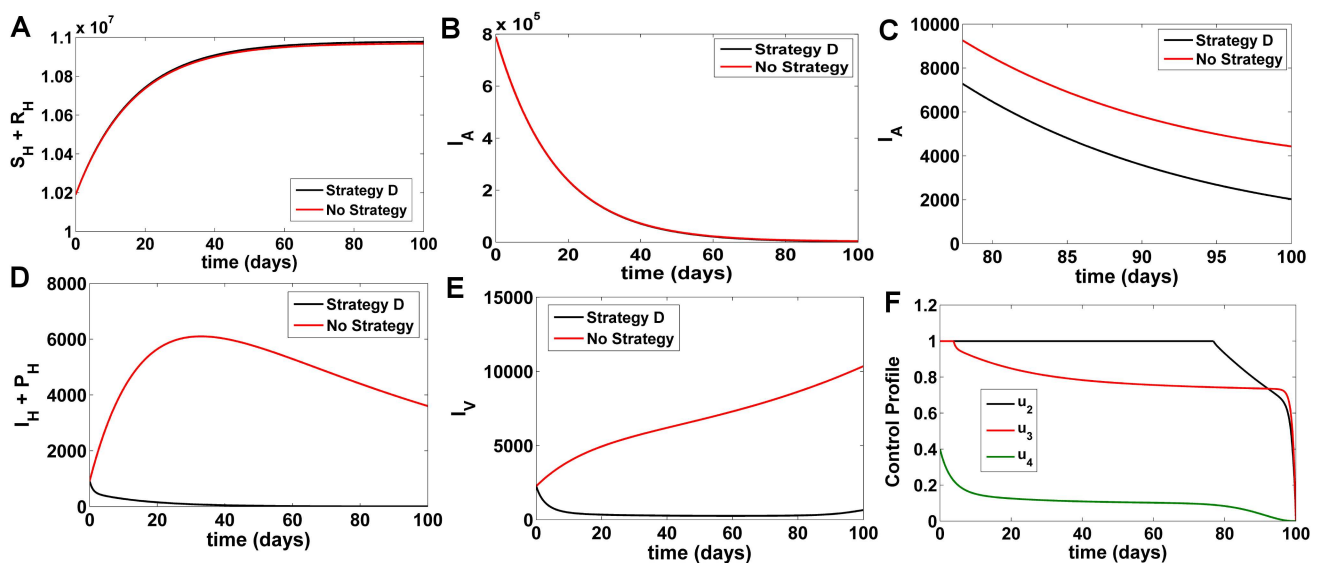 A
x 10^7
1.1
1.08
1.06
1.04
1.02
1
0 20 40 60 80 100
S_H + R_H
time (days)
Strategy D
No Strategy
B
x 10^5
8
6
4
2
0
0 20 40 60 80 100
I_A
time (days)
Strategy D
No Strategy
C
10000
8000
6000
4000
2000
0
80 85 90 95 100
I_A
time (days)
Strategy D
No Strategy
D
8000
6000
4000
2000
0
0 20 40 60 80 100
I_H + P_H
time (days)
Strategy D
No Strategy
E
15000
10000
5000
0
0 20 40 60 80 100
I_V
time (days)
Strategy D
No Strategy
F
1.2
1
0.8
0.6
0.4
0.2
0
0 20 40 60 80 100
Control Profile
time (days)
u_2
u_3
u_4